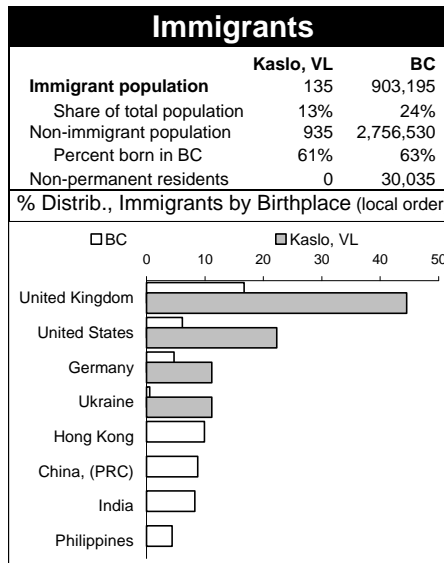 Immigrants
Kaslo, VL BC
Immigrant population 135 903,195
Share of total population 13% 24%
Non-immigrant population 935 2,756,530
Percent born in BC 61% 63%
Non-permanent residents 0 30,035
% Distrib., Immigrants by Birthplace (local order
BC Kaslo, VL
0 10 20 30 40 50
United Kingdom
United States
Germany
Ukraine
Hong Kong
China, (PRC)
India
Philippines